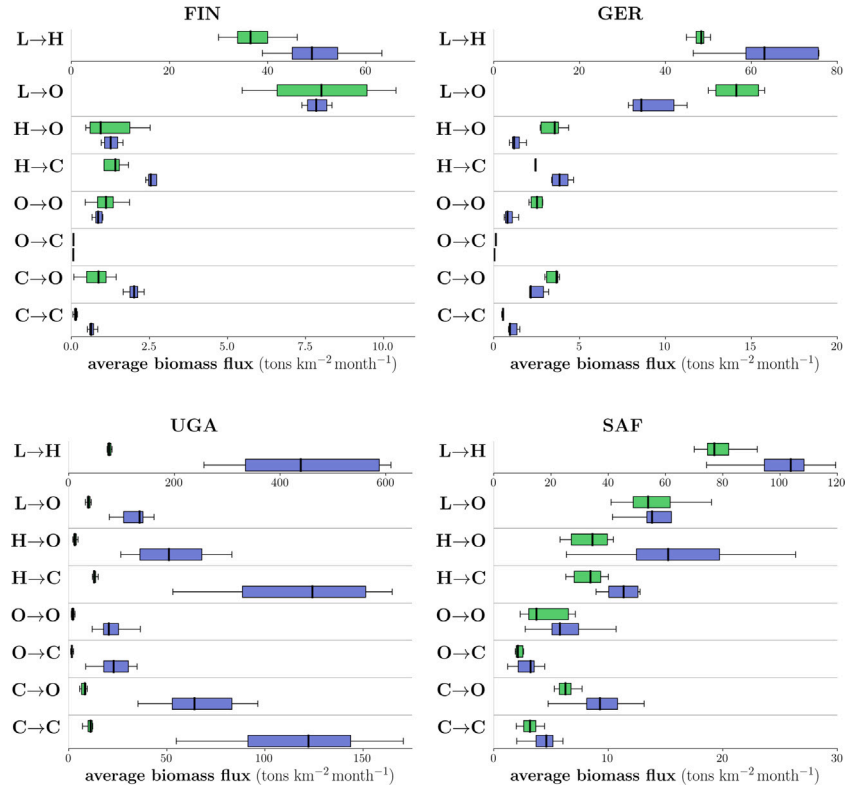 FIN
L→H
0 20 40 60
L→O
H→O
H→C
O→O
O→C
C→O
C→C
0.0 2.5 5.0 7.5 10.0
average biomass flux (tons km⁻² month⁻¹)
GER
L→H
0 20 40 60 80
L→O
H→O
H→C
O→O
O→C
C→O
C→C
0 5 10 15 20
average biomass flux (tons km⁻² month⁻¹)
UGA
L→H
0 200 400 600
L→O
H→O
H→C
O→O
O→C
C→O
C→C
0 50 100 150
average biomass flux (tons km⁻² month⁻¹)
SAF
L→H
0 20 40 60 80 100 120
L→O
H→O
H→C
O→O
O→C
C→O
C→C
0 10 20 30
average biomass flux (tons km⁻² month⁻¹)